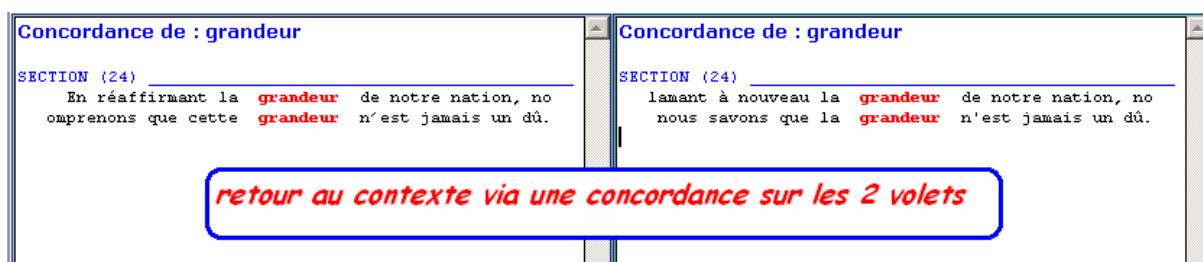 Concordance de : grandeur
SECTION (24)
En réaffirmant la grandeur de notre nation, no
omprenons que cette grandeur n´est jamais un dû.
Concordance de : grandeur
SECTION (24)
lamant à nouveau la grandeur de notre nation, no
nous savons que la grandeur n'est jamais un dû.
retour au contexte via une concordance sur les 2 volets